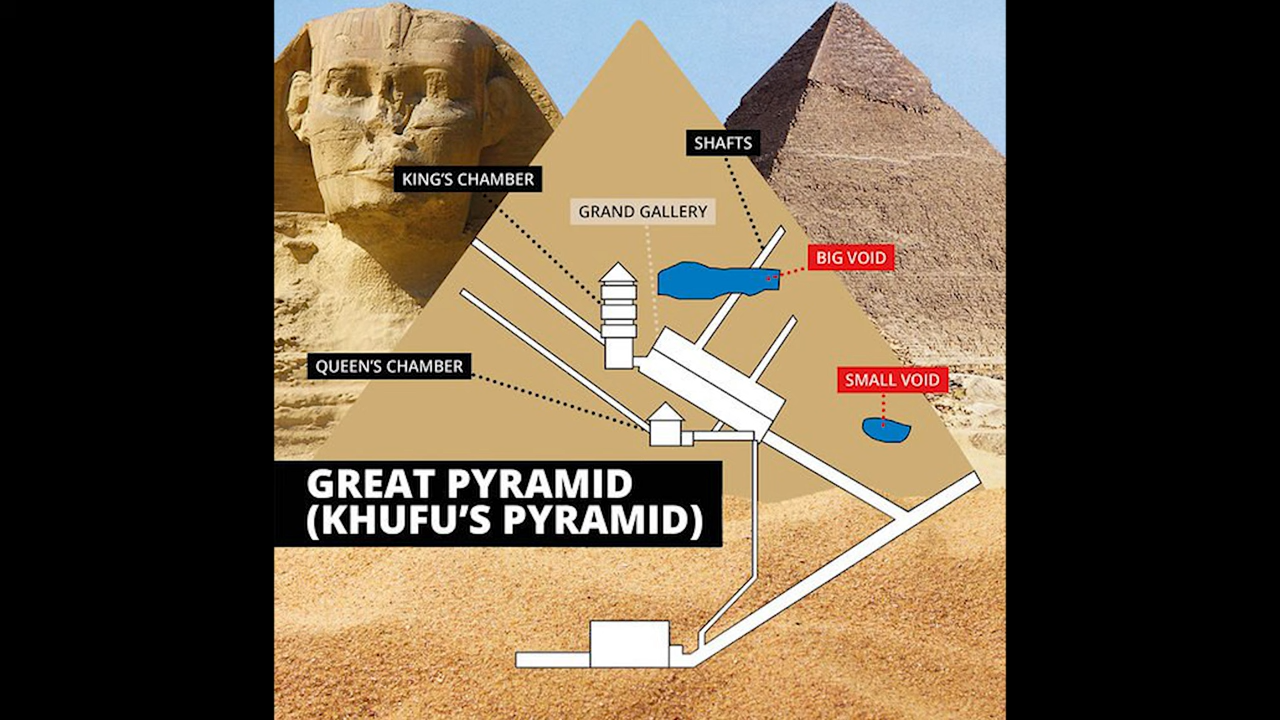 SHAFTS
KING'S CHAMBER
GRAND GALLERY
BIG VOID
QUEEN'S CHAMBER
SMALL VOID
GREAT PYRAMID
(KHUFU'S PYRAMID)